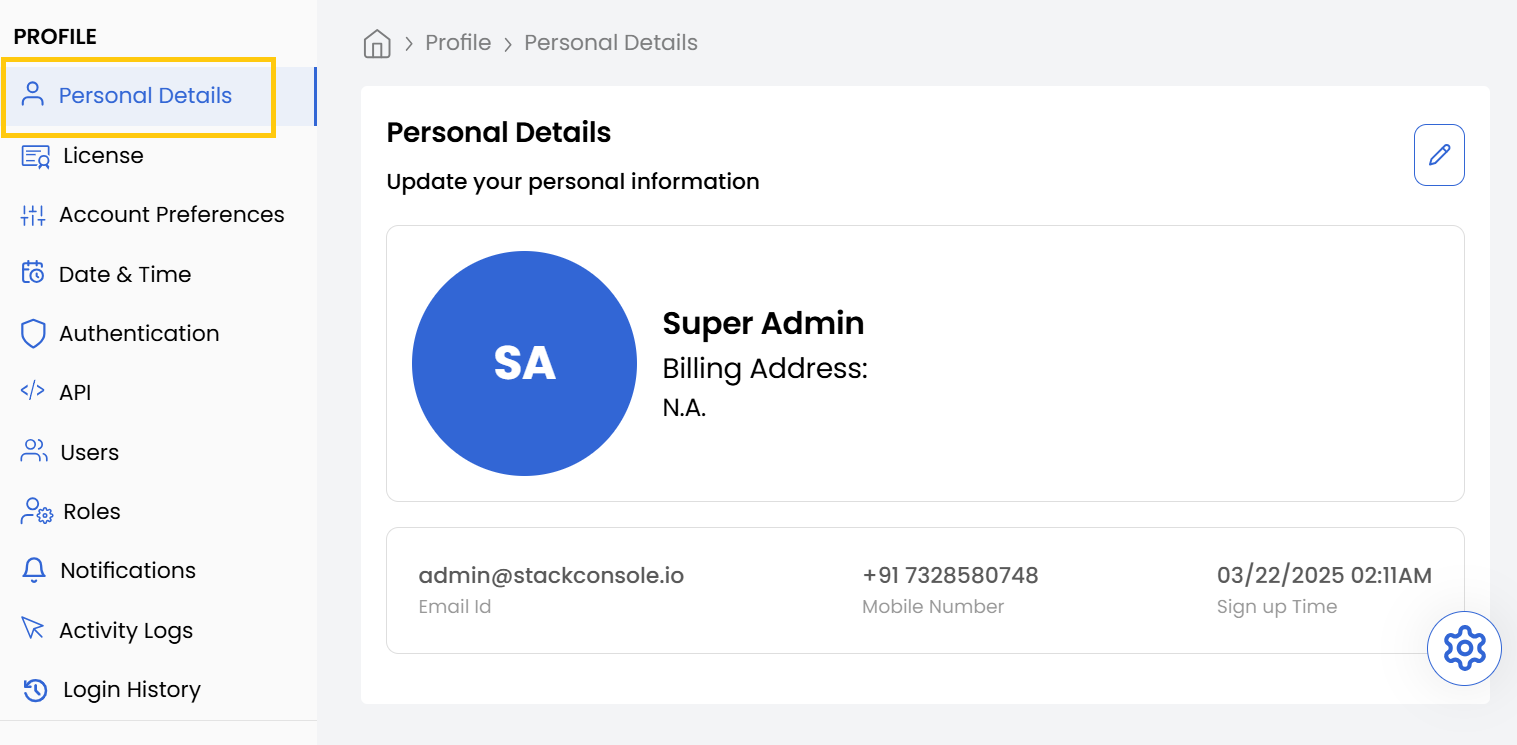 PROFILE
Personal Details
License
Account Preferences
Date & Time
Authentication
API
Users
Roles
Notifications
Activity Logs
Login History
Profile > Personal Details
Personal Details
Update your personal information
SA
Super Admin
Billing Address:
N.A.
admin@stackconsole.io
Email Id
+91 7328580748
Mobile Number
03/22/2025 02:11AM
Sign up Time